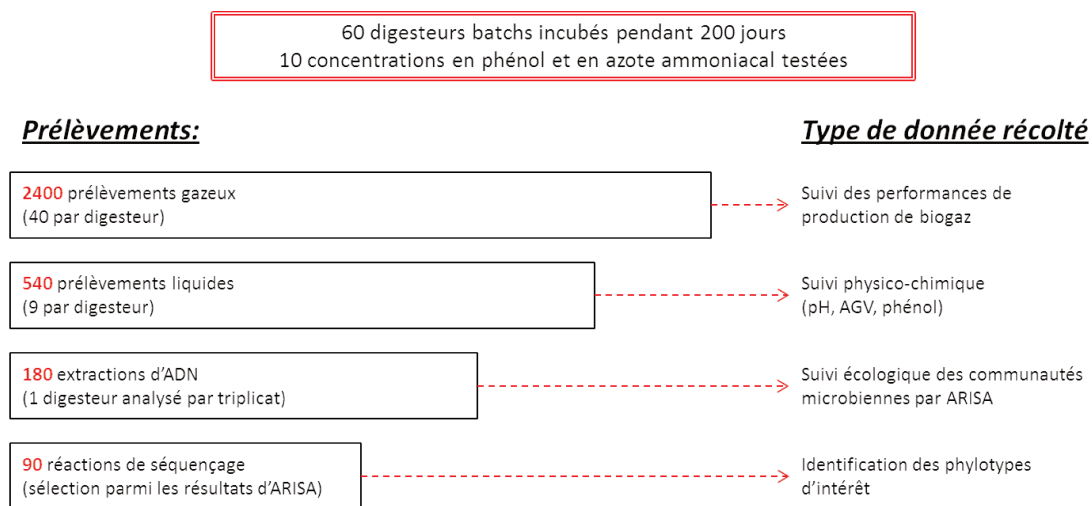 60 digesteurs batchs incubés pendant 200 jours
10 concentrations en phénol et en azote ammoniacal testées
Prélèvements:
Type de donnée récolté
2400 prélèvements gazeux
(40 par digesteur)
Suivi des performances de
production de biogaz
540 prélèvements liquides
(9 par digesteur)
Suivi physico-chimique
(pH, AGV, phénol)
180 extractions d'ADN
(1 digesteur analysé par triplicat)
Suivi écologique des communautés
microbiennes par ARISA
90 réactions de séquençage
(sélection parmi les résultats d'ARISA)
Identification des phylotypes
d'intérêt